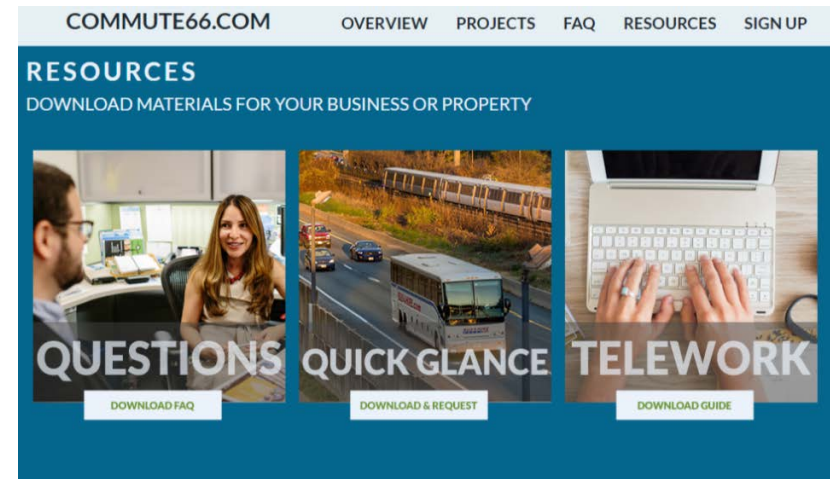 COMMUTE66.COM
OVERVIEW PROJECTS FAQ RESOURCES SIGN UP
RESOURCES
DOWNLOAD MATERIALS FOR YOUR BUSINESS OR PROPERTY
QUESTIONS
DOWNLOAD FAQ
QUICK GLANCE
DOWNLOAD & REQUEST
TELEWORK
DOWNLOAD GUIDE